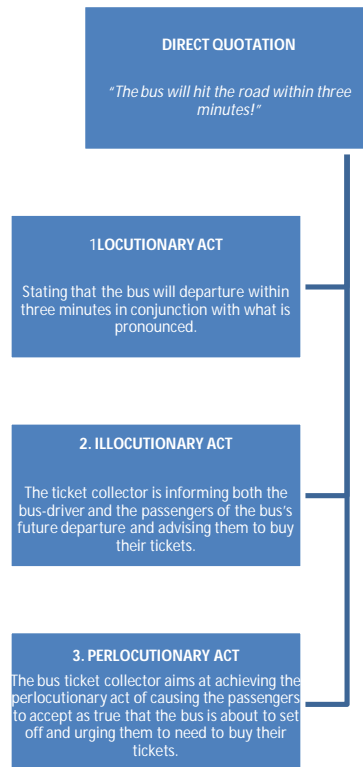 DIRECT QUOTATION
"The bus will hit the road within three
minutes!"
1LOCUTIONARY ACT
Stating that the bus will departure within
three minutes in conjunction with what is
pronounced.
2. ILLOCUTIONARY ACT
The ticket collector is informing both the
bus-driver and the passengers of the bus's
future departure and advising them to buy
their tickets.
3. PERLOCUTIONARY ACT
The bus ticket collector aims at achieving the
perlocutionary act of causing the passengers
to accept as true that the bus is about to set
off and urging them to need to buy their
tickets.